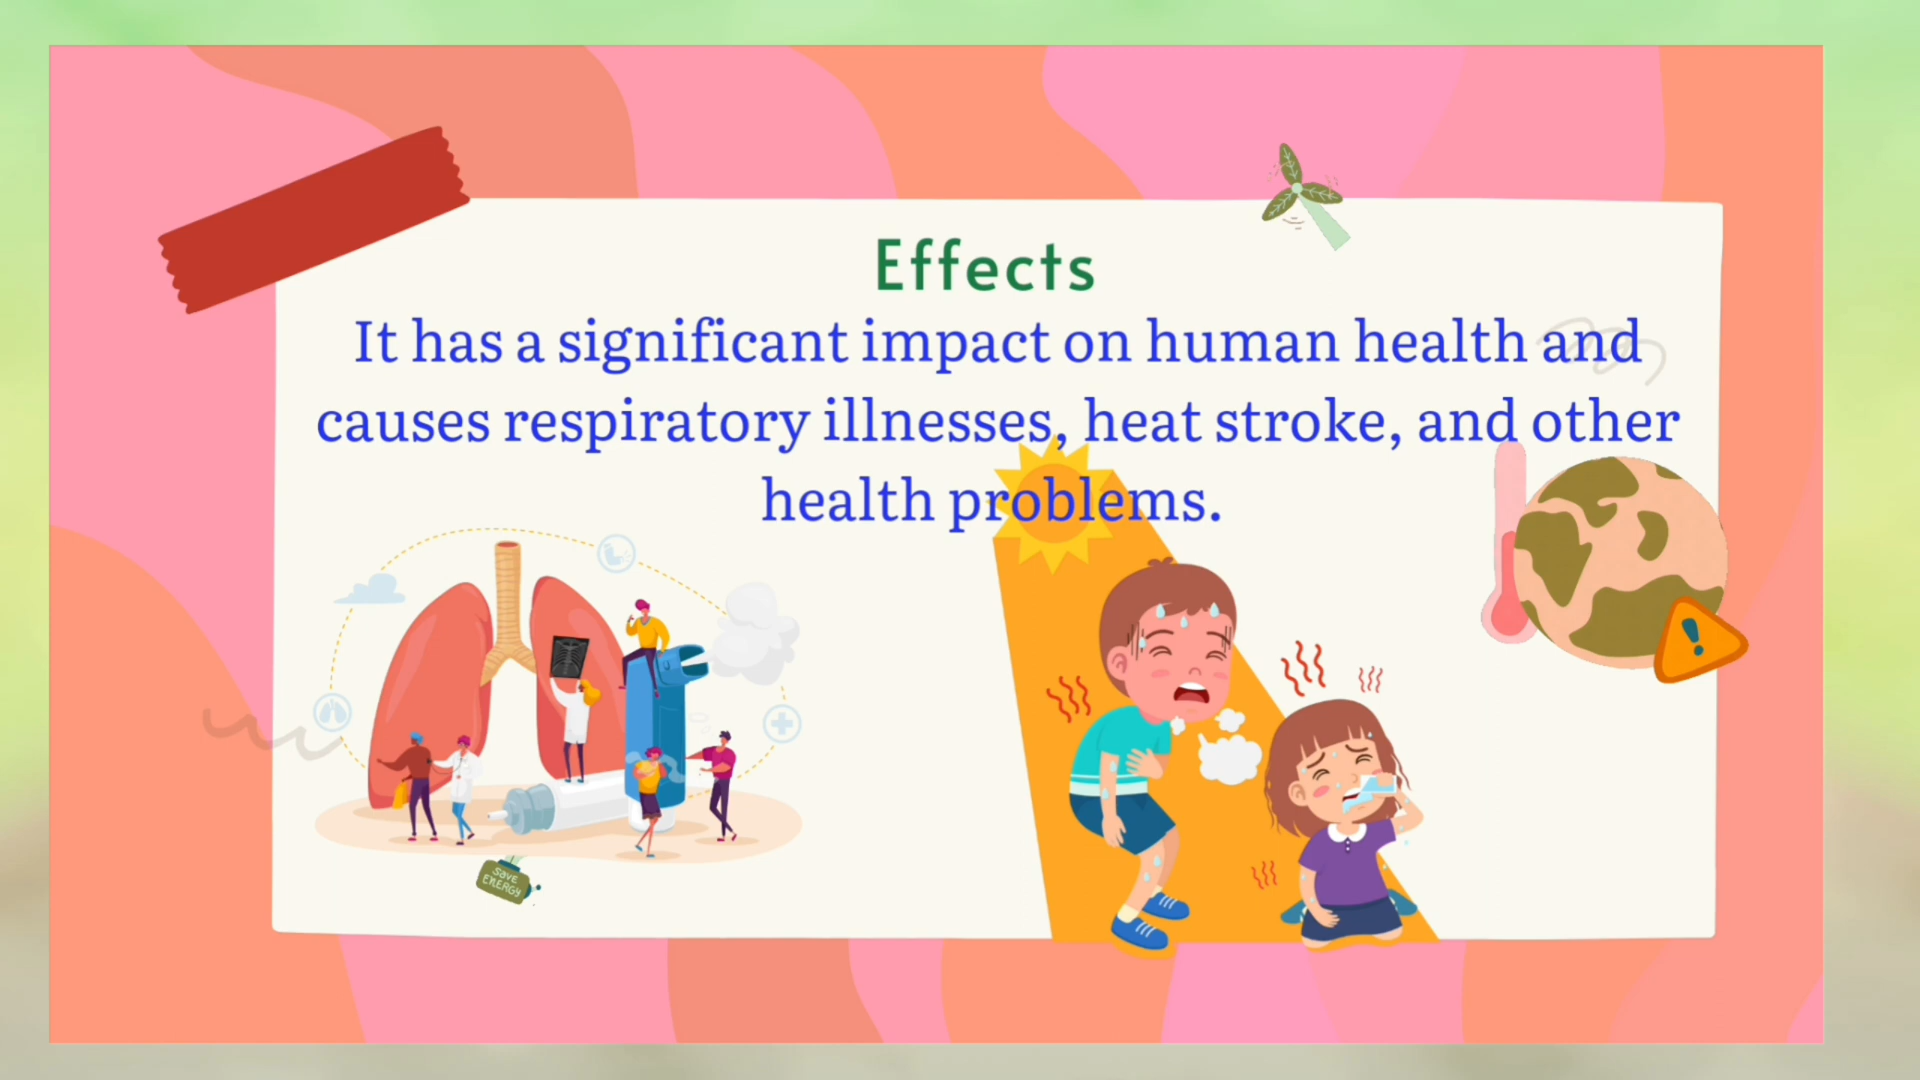 Effects
It has a significant impact on human health and
causes respiratory illnesses, heat stroke, and other
health problems.
SAVE
ENERGY